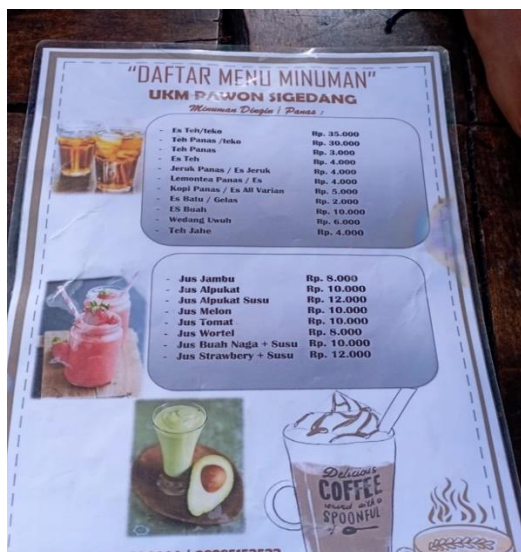 "DAFTAR MENU MINUMAN"
UKM PAWON SIGEDANG
Minuman Dingin / Panas :
- Es Teh/teko Rp. 35.000
- Teh Panas /teko Rp. 30.000
- Teh Panas Rp. 3.000
- Es Teh Rp. 4.000
- Jeruk Panas / Es Jeruk Rp. 4.000
- Lemontea Panas / Es Rp. 4.000
- Kopi Panas / Es All Varian Rp. 5.000
- Es Batu / Gelas Rp. 2.000
- ES Buah Rp. 10.000
- Wedang Uwuh Rp. 6.000
- Teh Jahe Rp. 4.000
- Jus Jambu Rp. 8.000
- Jus Alpukat Rp. 10.000
- Jus Alpukat Susu Rp. 12.000
- Jus Melon Rp. 10.000
- Jus Tomat Rp. 10.000
- Jus Wortel Rp. 8.000
- Jus Buah Naga + Susu Rp. 10.000
- Jus Strawbery + Susu Rp. 12.000
Delicious
COFFEE
served with a
SPOONFUL
of